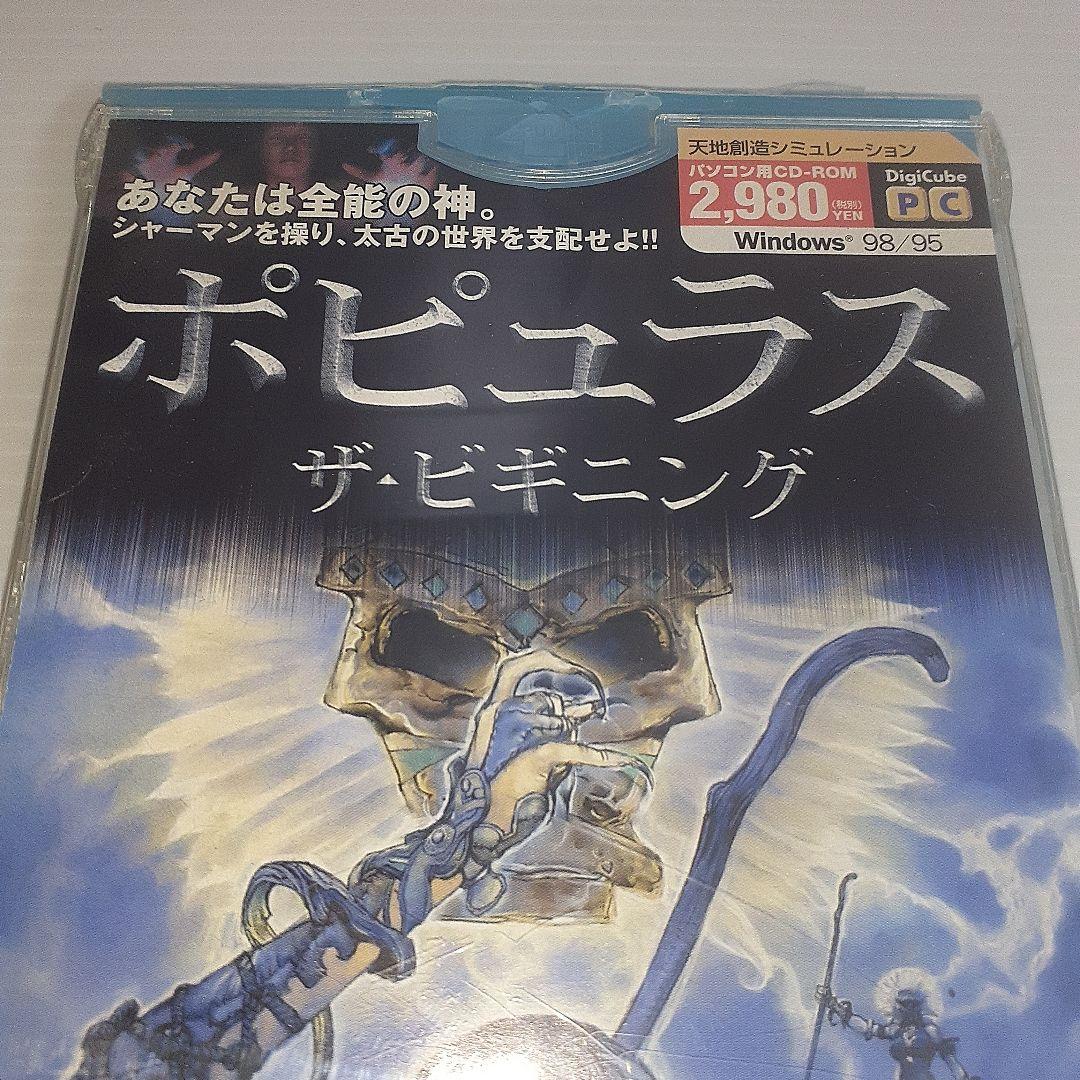 あなたは全能の神。
シャーマンを操り、太古の世界を支配せよ!!
天地創造シミュレーション
パソコン用CD-ROM
2,980(税別)YEN
DigiCube
PC
Windows® 98/95
ポピュラス
ザ・ビギニング